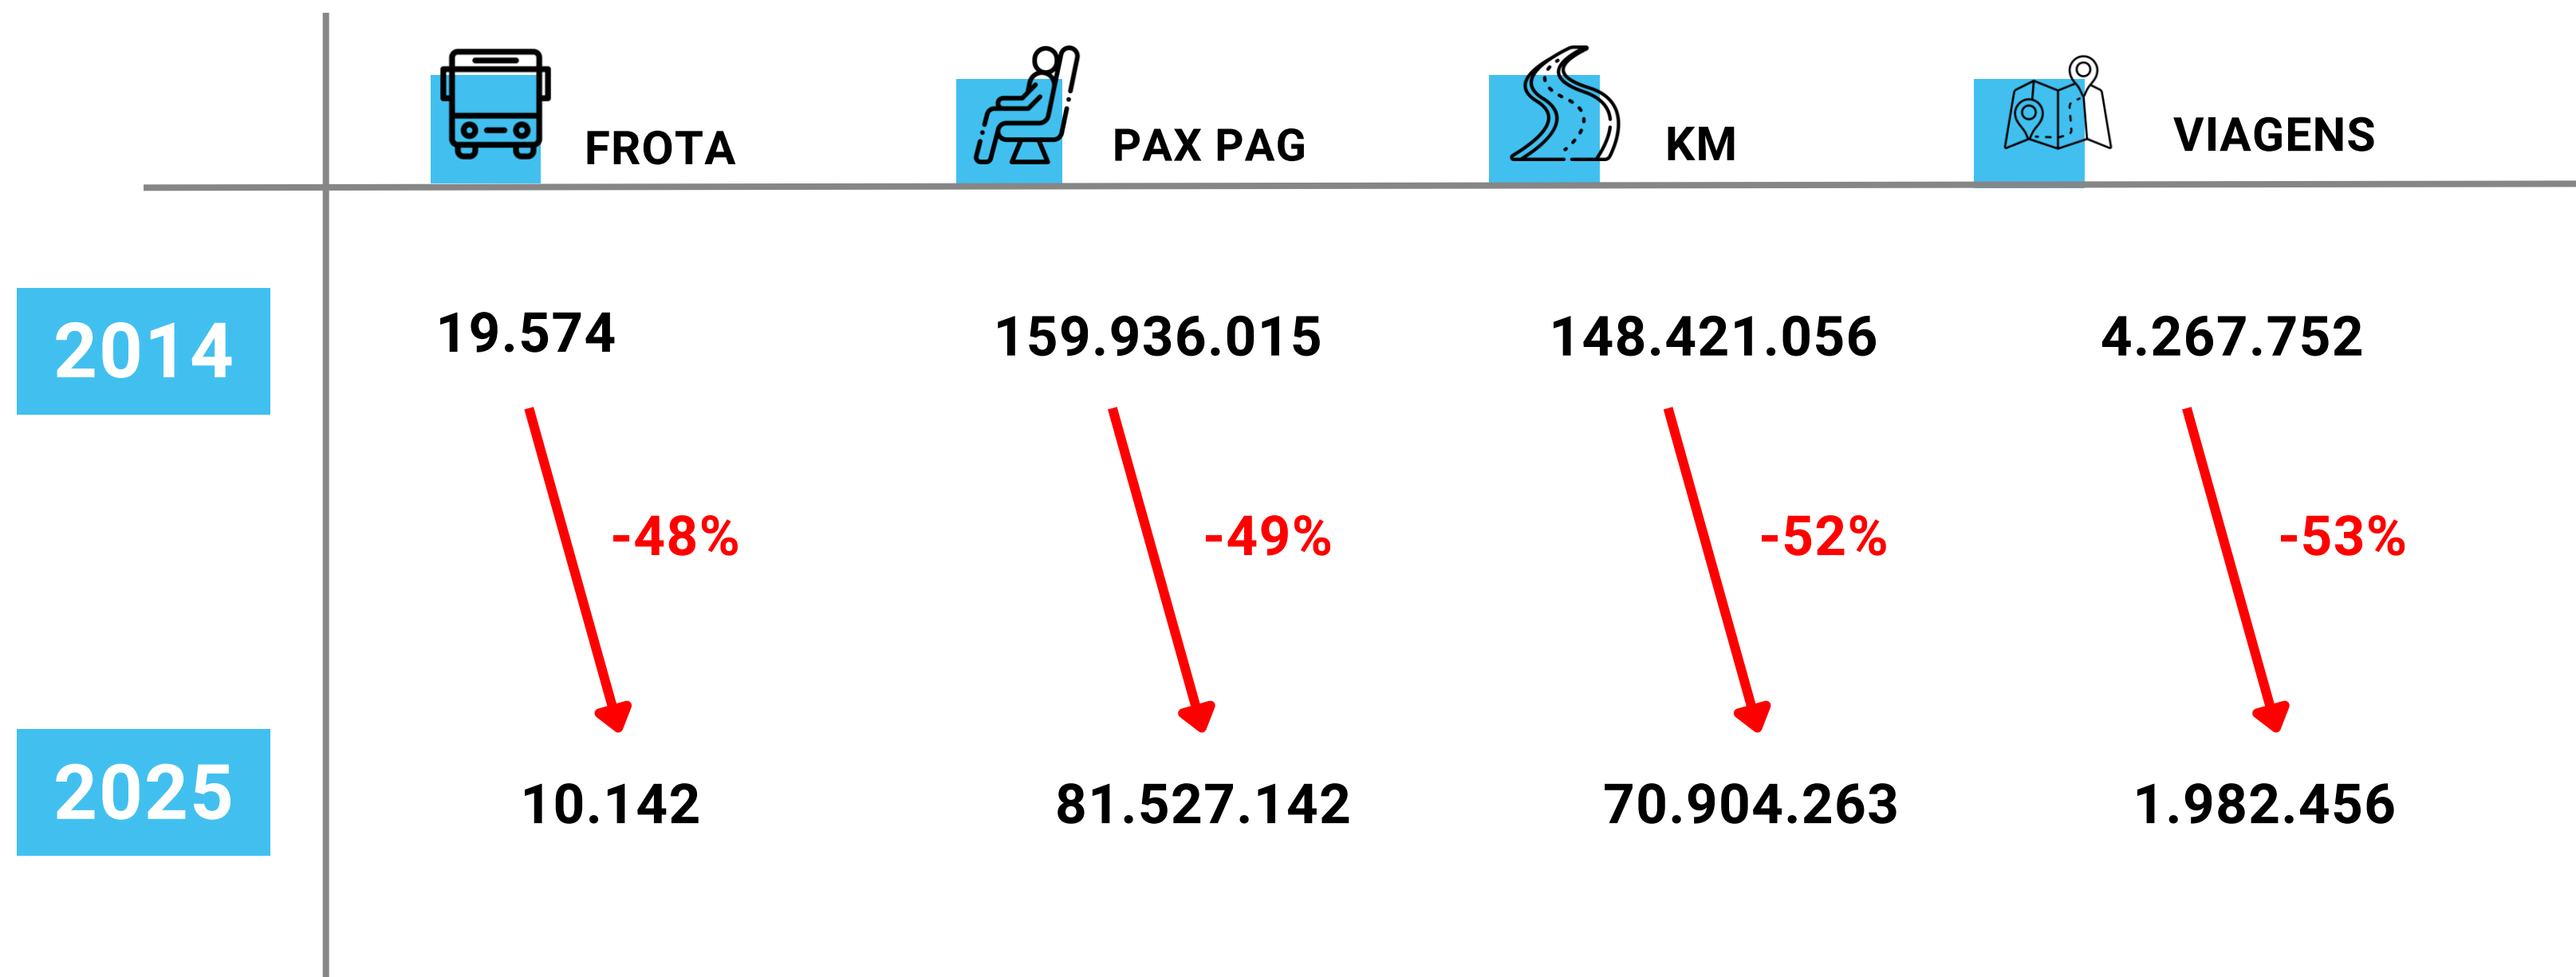 FROTA PAX PAG KM VIAGENS
2014 19.574 159.936.015 148.421.056 4.267.752
-48% -49% -52% -53%
2025 10.142 81.527.142 70.904.263 1.982.456